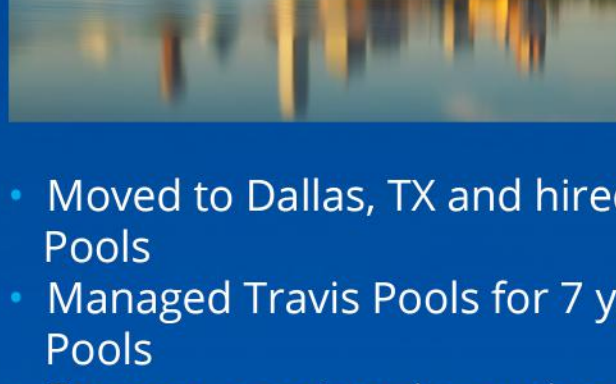 • Moved to Dallas, TX and hire
Pools
• Managed Travis Pools for 7 y
Pools